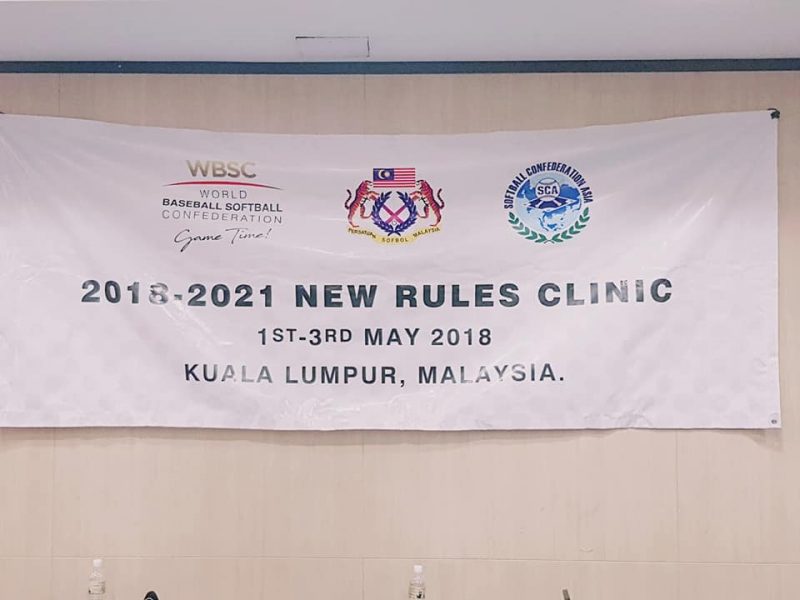 WBSC
WORLD
BASEBALL SOFTBALL
CONFEDERATION
Game Time!
PERSATUAN SOFBOL MALAYSIA
SOFTBALL CONFEDERATION ASIA
SCA
2018-2021 NEW RULES CLINIC
1ST-3RD MAY 2018
KUALA LUMPUR, MALAYSIA.